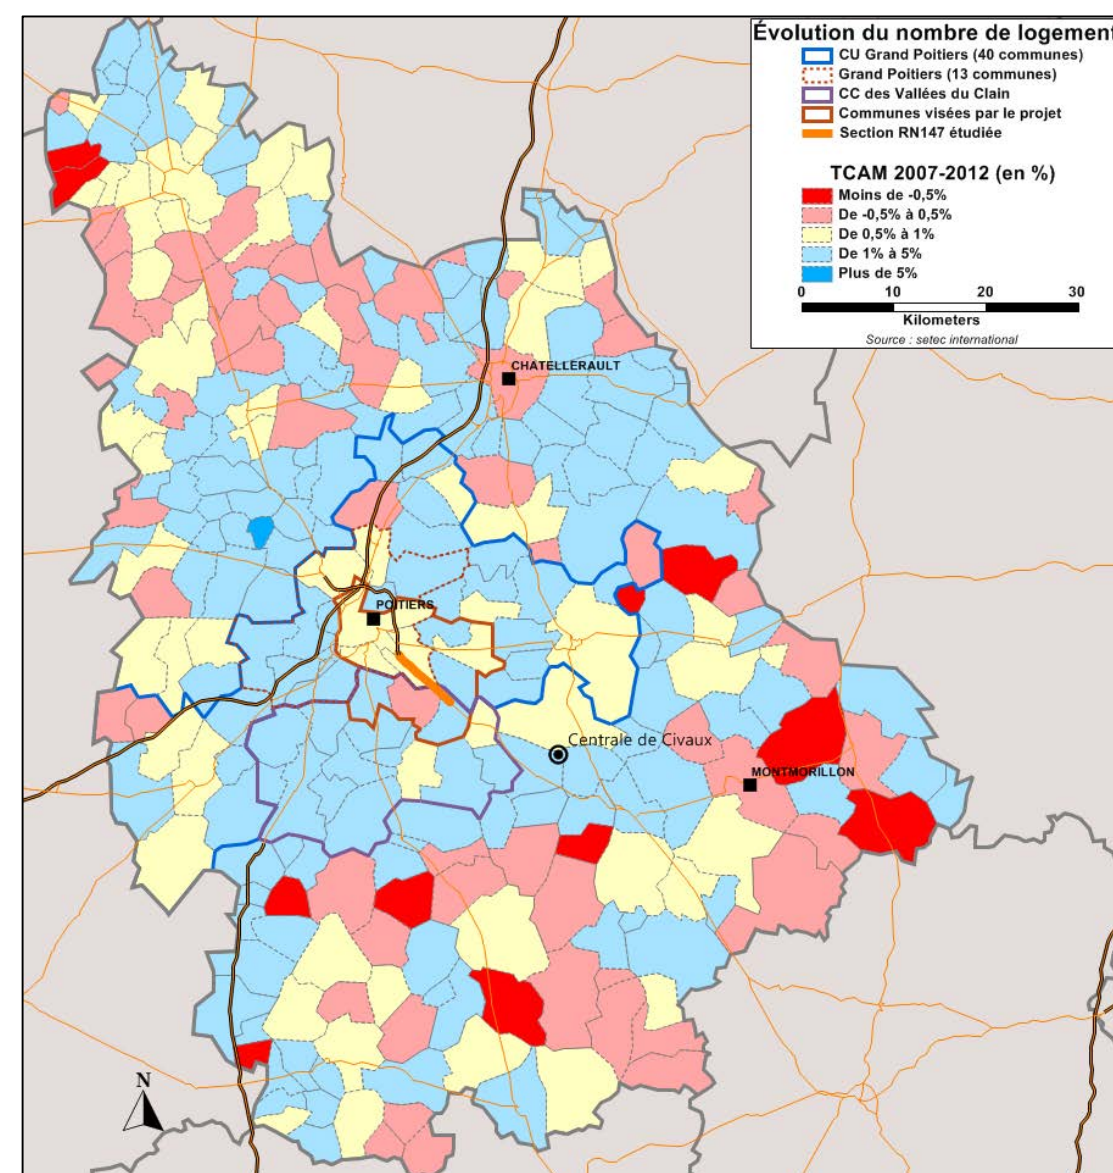 Évolution du nombre de logement
CU Grand Poitiers (40 communes)
Grand Poitiers (13 communes)
CC des Vallées du Clain
Communes visées par le projet
Section RN147 étudiée
TCAM 2007-2012 (en %)
Moins de -0,5%
De -0,5% à 0,5%
De 0,5% à 1%
De 1% à 5%
Plus de 5%
0 10 20 30
Kilometers
Source : setec international
CHATELLERAULT
POITIERS
Centrale de Civaux
MONTMORILLON
N